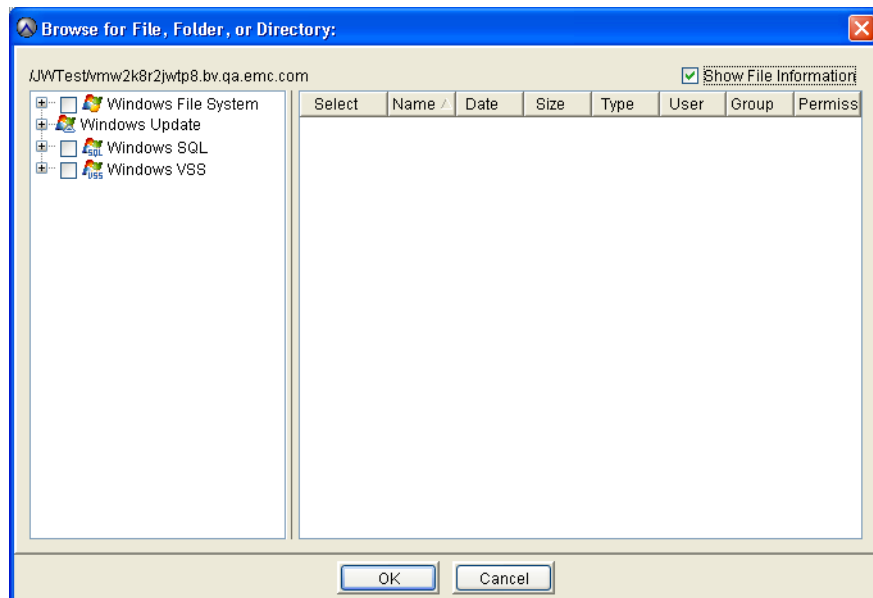 Browse for File, Folder, or Directory:
/JWTest/vmw2k8r2jwtp8.bv.qa.emc.com
Show File Information
Windows File System
Windows Update
Windows SQL
Windows VSS
Select Name Date Size Type User Group Permiss
OK Cancel